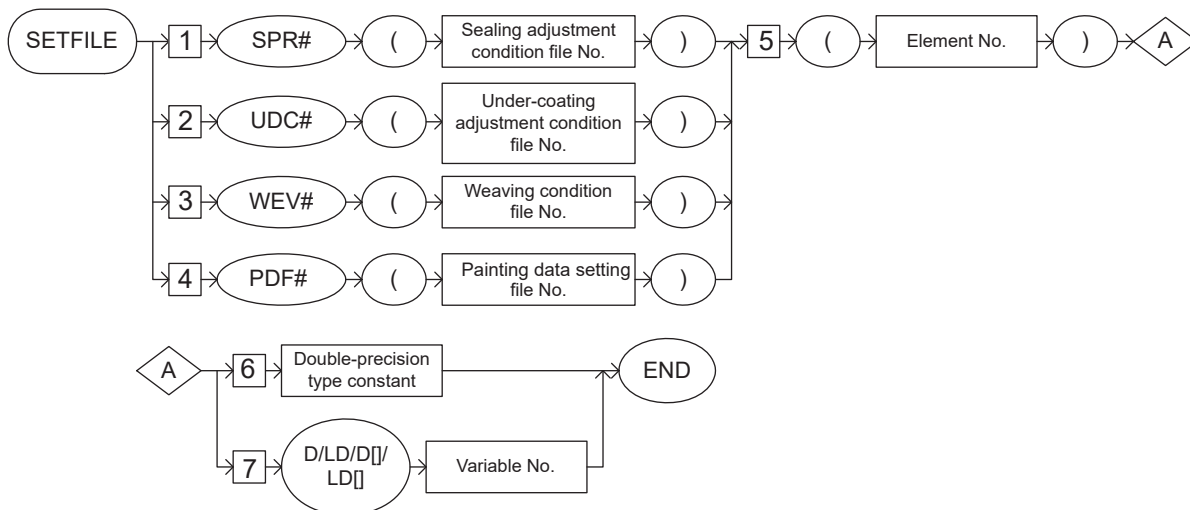 SETFILE
1
SPR#
(
Sealing adjustment
condition file No.
)
5
(
Element No.
)
A
2
UDC#
(
Under-coating
adjustment condition
file No.
)
3
WEV#
(
Weaving condition
file No.
)
4
PDF#
(
Painting data setting
file No.
)
A
6
Double-precision
type constant
END
7
D/LD/D[]/
LD[]
Variable No.